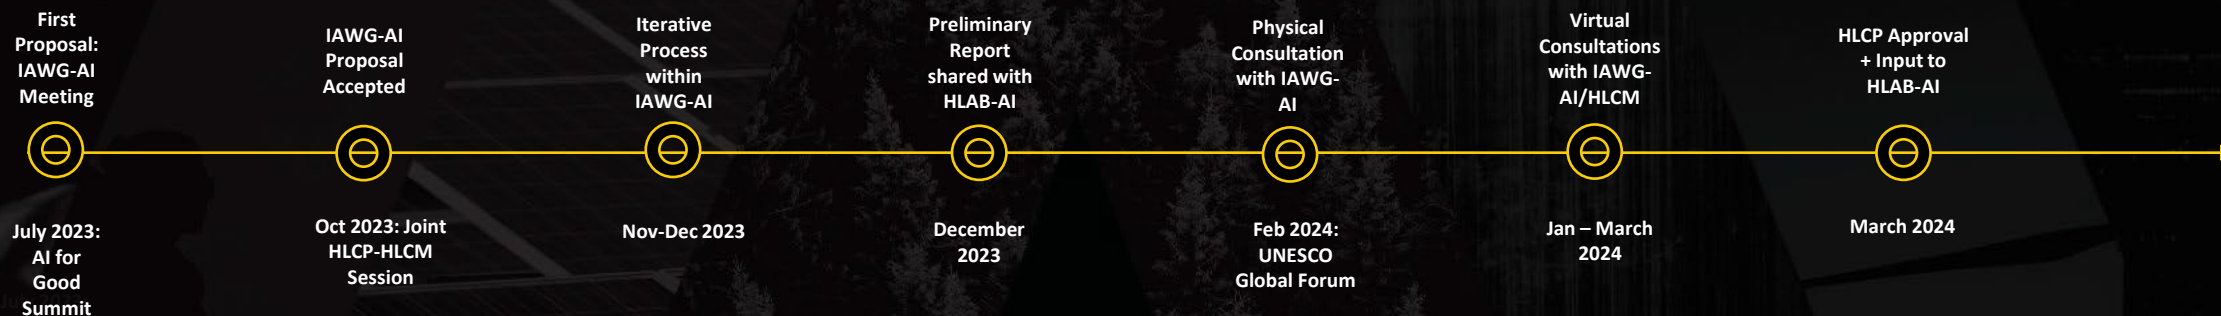 First
Proposal:
IAWG-AI
Meeting
IAWG-AI
Proposal
Accepted
Iterative
Process
within
IAWG-AI
Preliminary
Report
shared with
HLAB-AI
Physical
Consultation
with IAWG-
AI
Virtual
Consultations
with IAWG-
AI/HLCM
HLCP Approval
+ Input to
HLAB-AI
July 2023:
AI for
Good
Summit
Oct 2023: Joint
HLCP-HLCM
Session
Nov-Dec 2023
December
2023
Feb 2024:
UNESCO
Global Forum
Jan – March
2024
March 2024